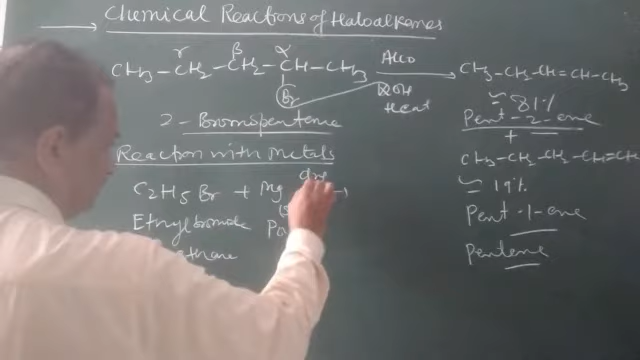 → Chemical Reactions of Haloalkanes
γ β α
CH3 – CH2 – CH2 – CH – CH3
Br
Alco
KOH
Heat
CH3 – CH2 – CH = CH – CH3
≃ 81%
Pent - 2 - ene
+
CH3 – CH2 – CH2 – CH = CH
≃ 19%
Pent - 1 - ene
Pentene
2 - Bromopentane
Reaction with Metals
C2H5 Br + Mg dry →
Ethylbromide